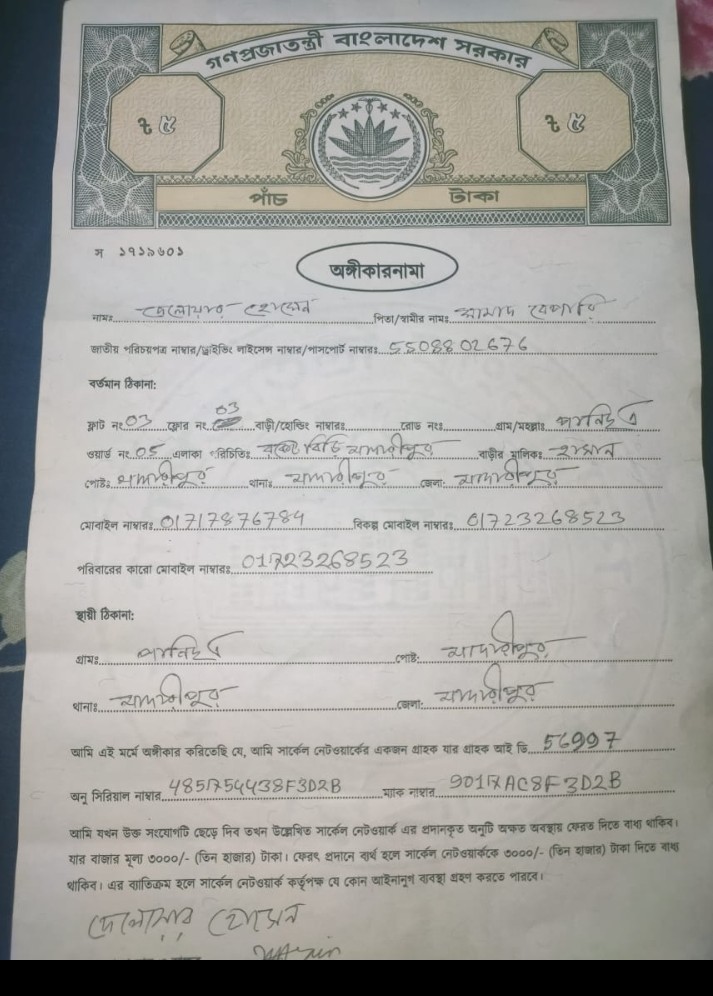 গণপ্রজাতন্ত্রী বাংলাদেশ সরকার
৳ ৫ ৳ ৫
পাঁচ টাকা
স ১৭১৯৬০১
অঙ্গীকারনামা
নামঃ দেলোয়ার হোসেন পিতা/স্বামীর নামঃ সামাদ বেপারি
জাতীয় পরিচয়পত্র নাম্বার/ড্রাইভিং লাইসেন্স নাম্বার/পাসপোর্ট নাম্বারঃ 5508802676
বর্তমান ঠিকানা:
ফ্লাট নং 03 ফ্লোর নং 03 বাড়ী/হোল্ডিং নাম্বারঃ রোড নংঃ গ্রাম/মহল্লাঃ
ওয়ার্ড নং 05 এলাকা পরিচিতিঃ মাদারীপুর বাড়ীর মালিকঃ হাসান
পোষ্টঃ মাদারীপুর থানাঃ মাদারীপুর জেলা: মাদারীপুর
মোবাইল নাম্বারঃ 01717876784 বিকল্প মোবাইল নাম্বারঃ 01723268523
পরিবারের কারো মোবাইল নাম্বারঃ 01723268523
স্থায়ী ঠিকানা:
গ্রামঃ পোষ্ট: মাদারীপুর
থানাঃ মাদারীপুর জেলা: মাদারীপুর
আমি এই মর্মে অঙ্গীকার করিতেছি যে, আমি সার্কেল নেটওয়ার্কের একজন গ্রাহক যার গ্রাহক আই ডি 56997
অনু সিরিয়াল নাম্বার 4851754438F3D2B ম্যাক নাম্বার 9017AC8F3D2B
আমি যখন উক্ত সংযোগটি ছেড়ে দিব তখন উল্লেখিত সার্কেল নেটওয়ার্ক এর প্রদানকৃত অনুটি অক্ষত অবস্থায় ফেরত দিতে বাধ্য থাকিব।
যার বাজার মূল্য ৩০০০/- (তিন হাজার) টাকা। ফেরৎ প্রদানে ব্যর্থ হলে সার্কেল নেটওয়ার্ককে ৩০০০/- (তিন হাজার) টাকা দিতে বাধ্য
থাকিব। এর ব্যতিক্রম হলে সার্কেল নেটওয়ার্ক কর্তৃপক্ষ যে কোন আইনানুগ ব্যবস্থা গ্রহণ করতে পারবে।
দেলোয়ার হোসেন